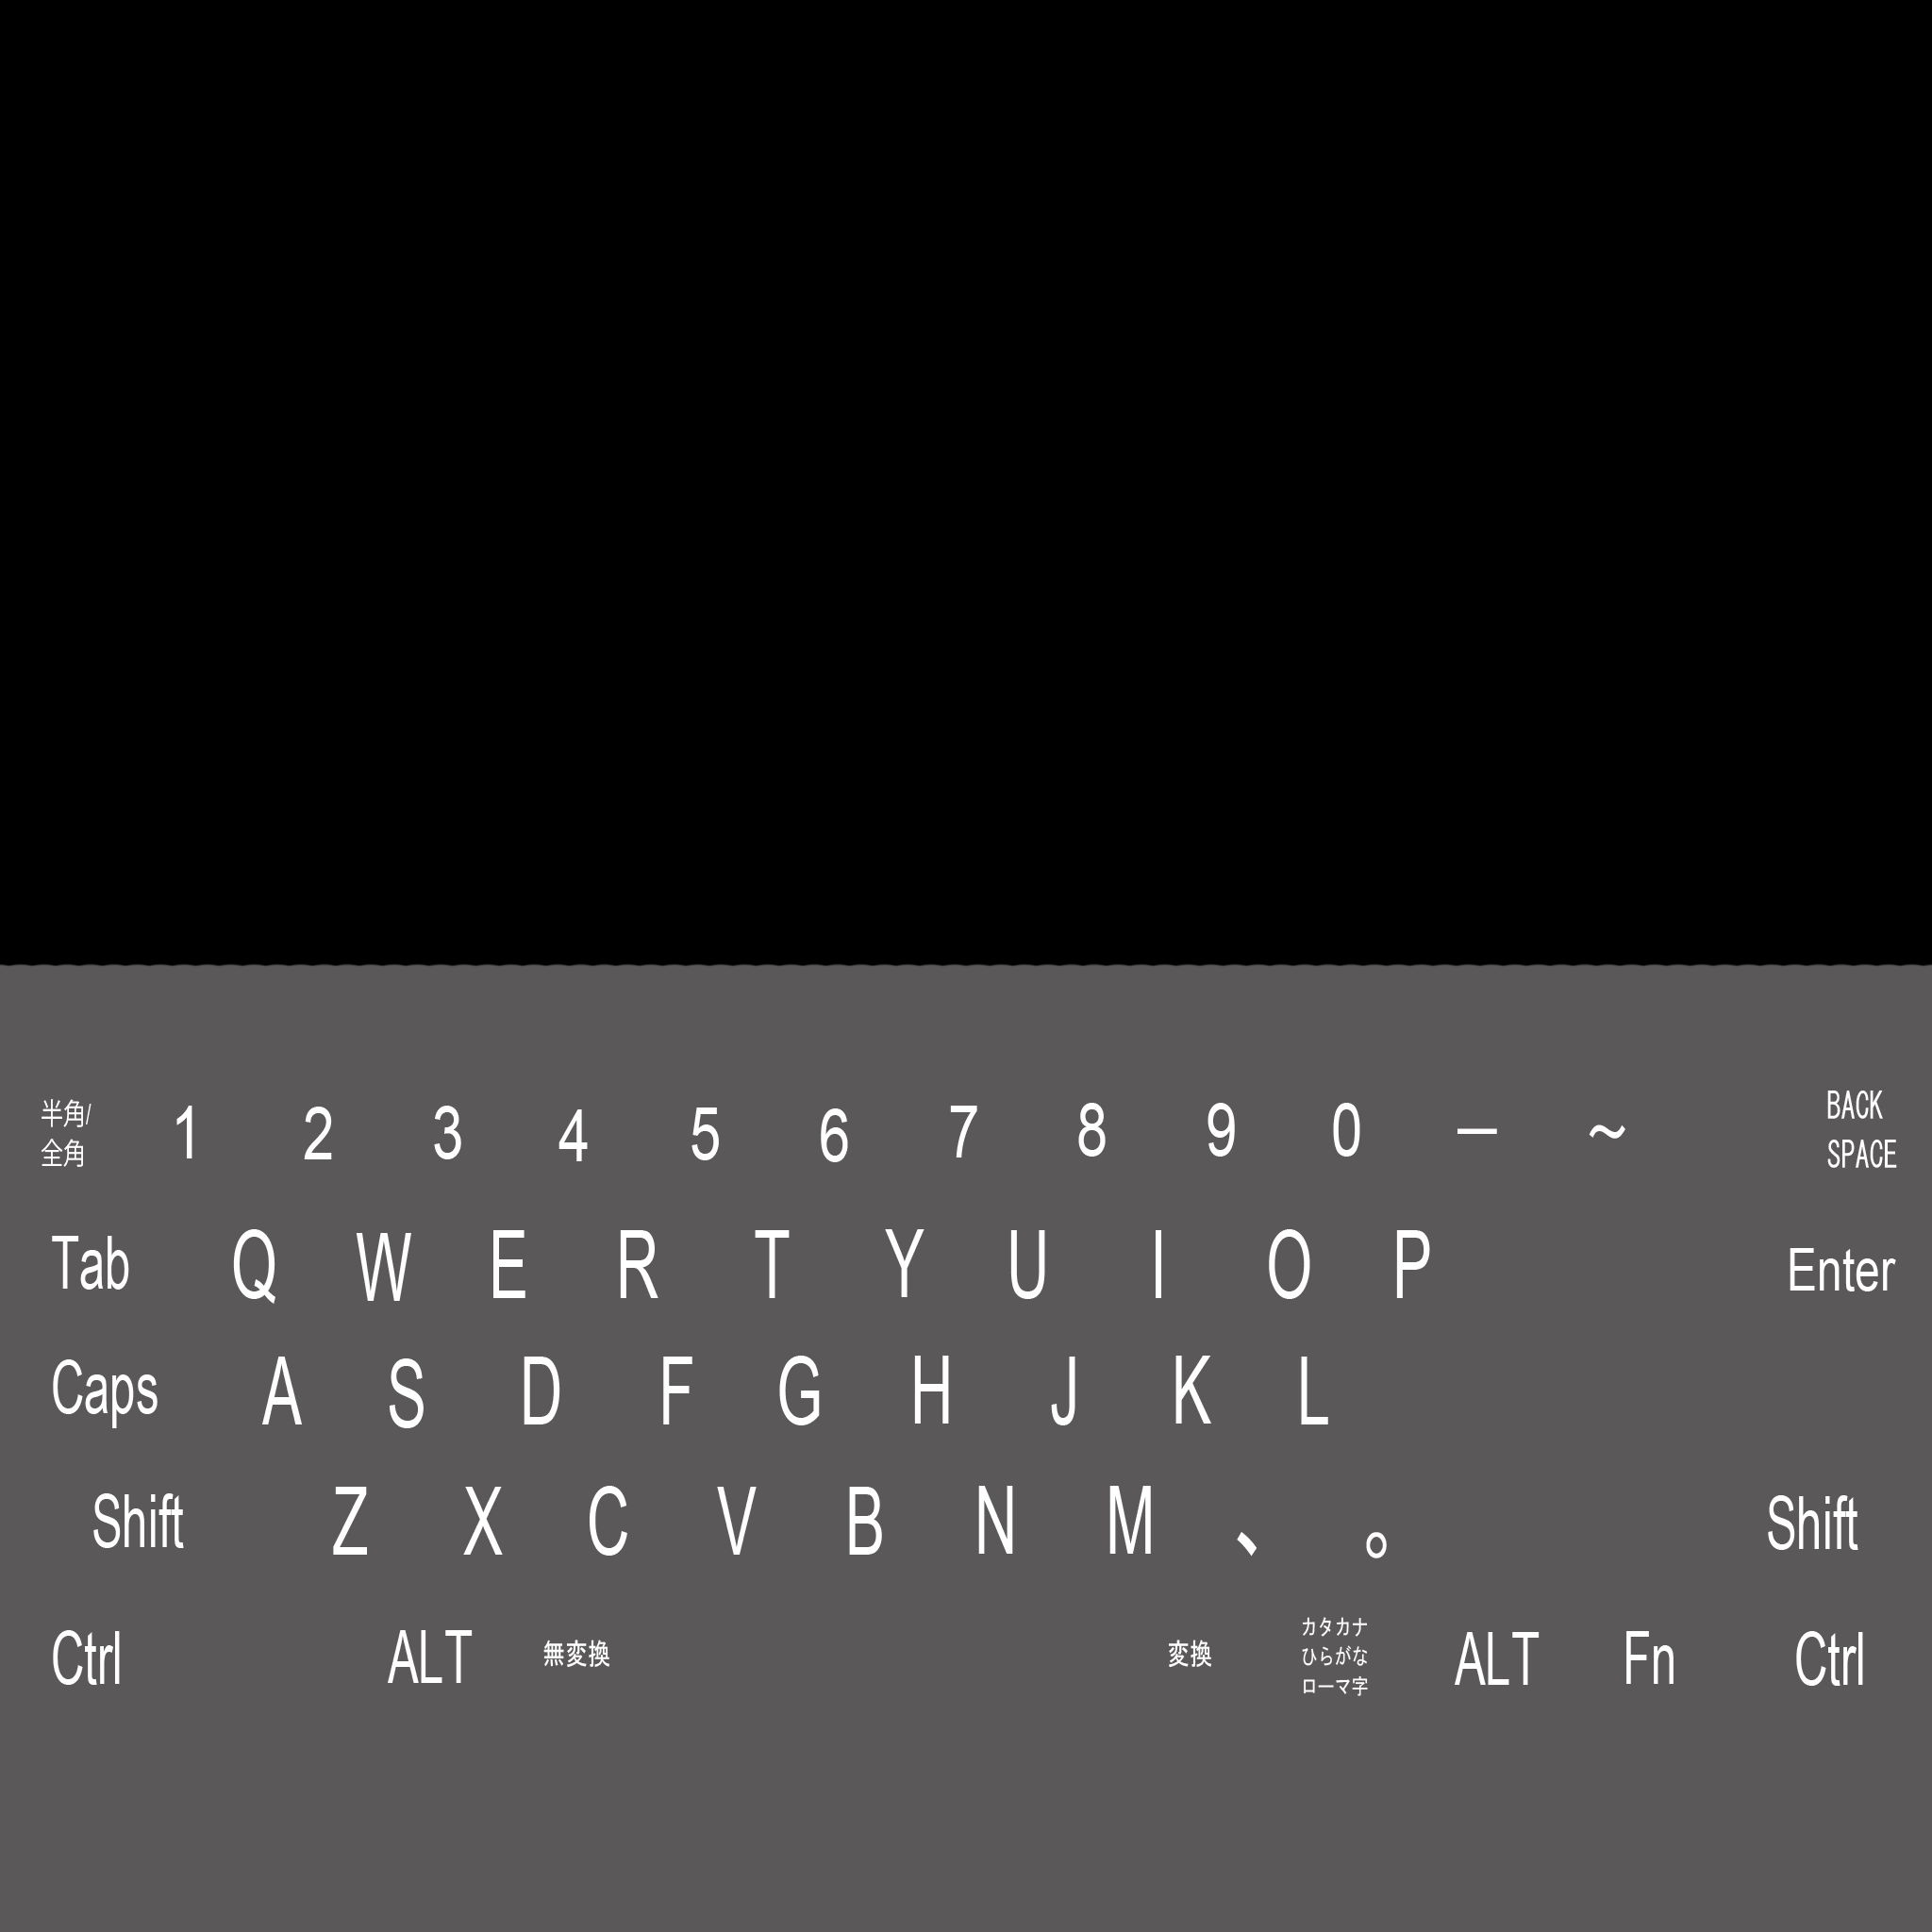 半角/
全角
1 2 3 4 5 6 7 8 9 0 ー ~ BACK SPACE
Tab Q W E R T Y U I O P Enter
Caps A S D F G H J K L
Shift Z X C V B N M 、 。 Shift
Ctrl ALT 無変換 変換
カタカナ
ひらがな
ローマ字
ALT Fn Ctrl